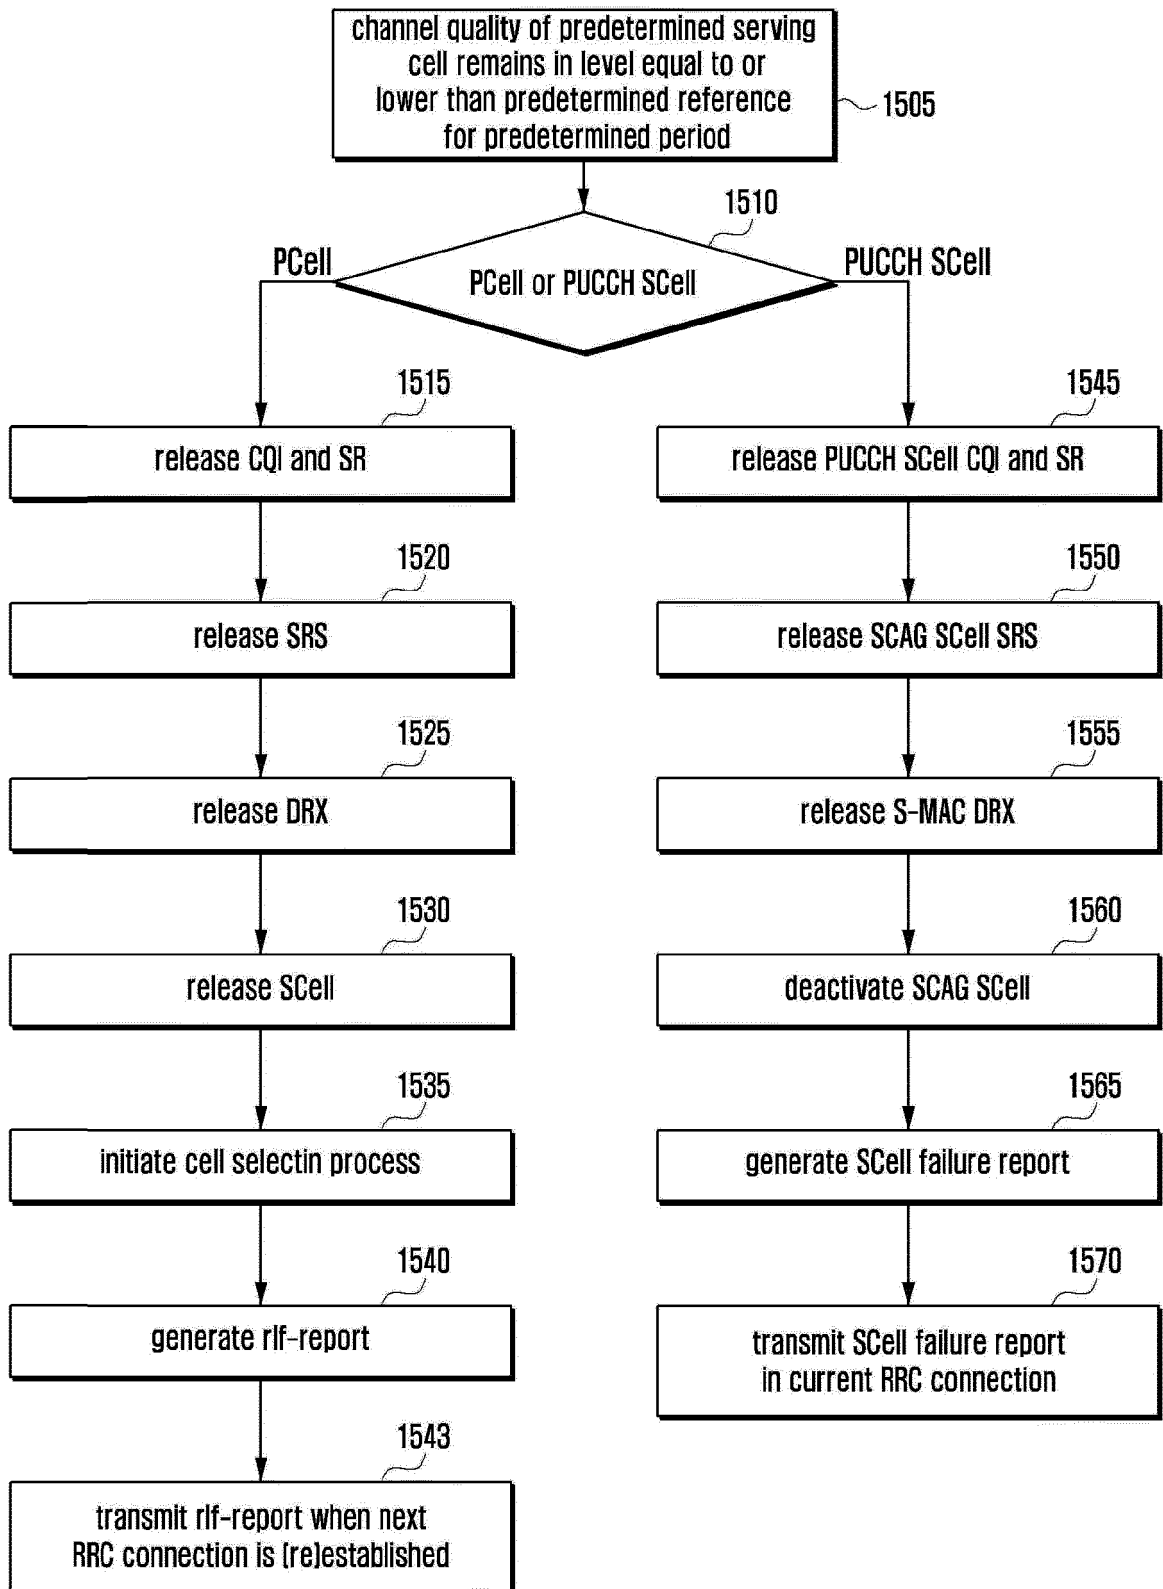 channel quality of predetermined serving
cell remains in level equal to or
lower than predetermined reference
for predetermined period
1505
1510
PCell
PCell or PUCCH SCell
PUCCH SCell
1515
release CQI and SR
1520
release SRS
1525
release DRX
1530
release SCell
1535
initiate cell selectin process
1540
generate rlf-report
1543
transmit rlf-report when next
RRC connection is (re)established
1545
release PUCCH SCell CQI and SR
1550
release SCAG SCell SRS
1555
release S-MAC DRX
1560
deactivate SCAG SCell
1565
generate SCell failure report
1570
transmit SCell failure report
in current RRC connection